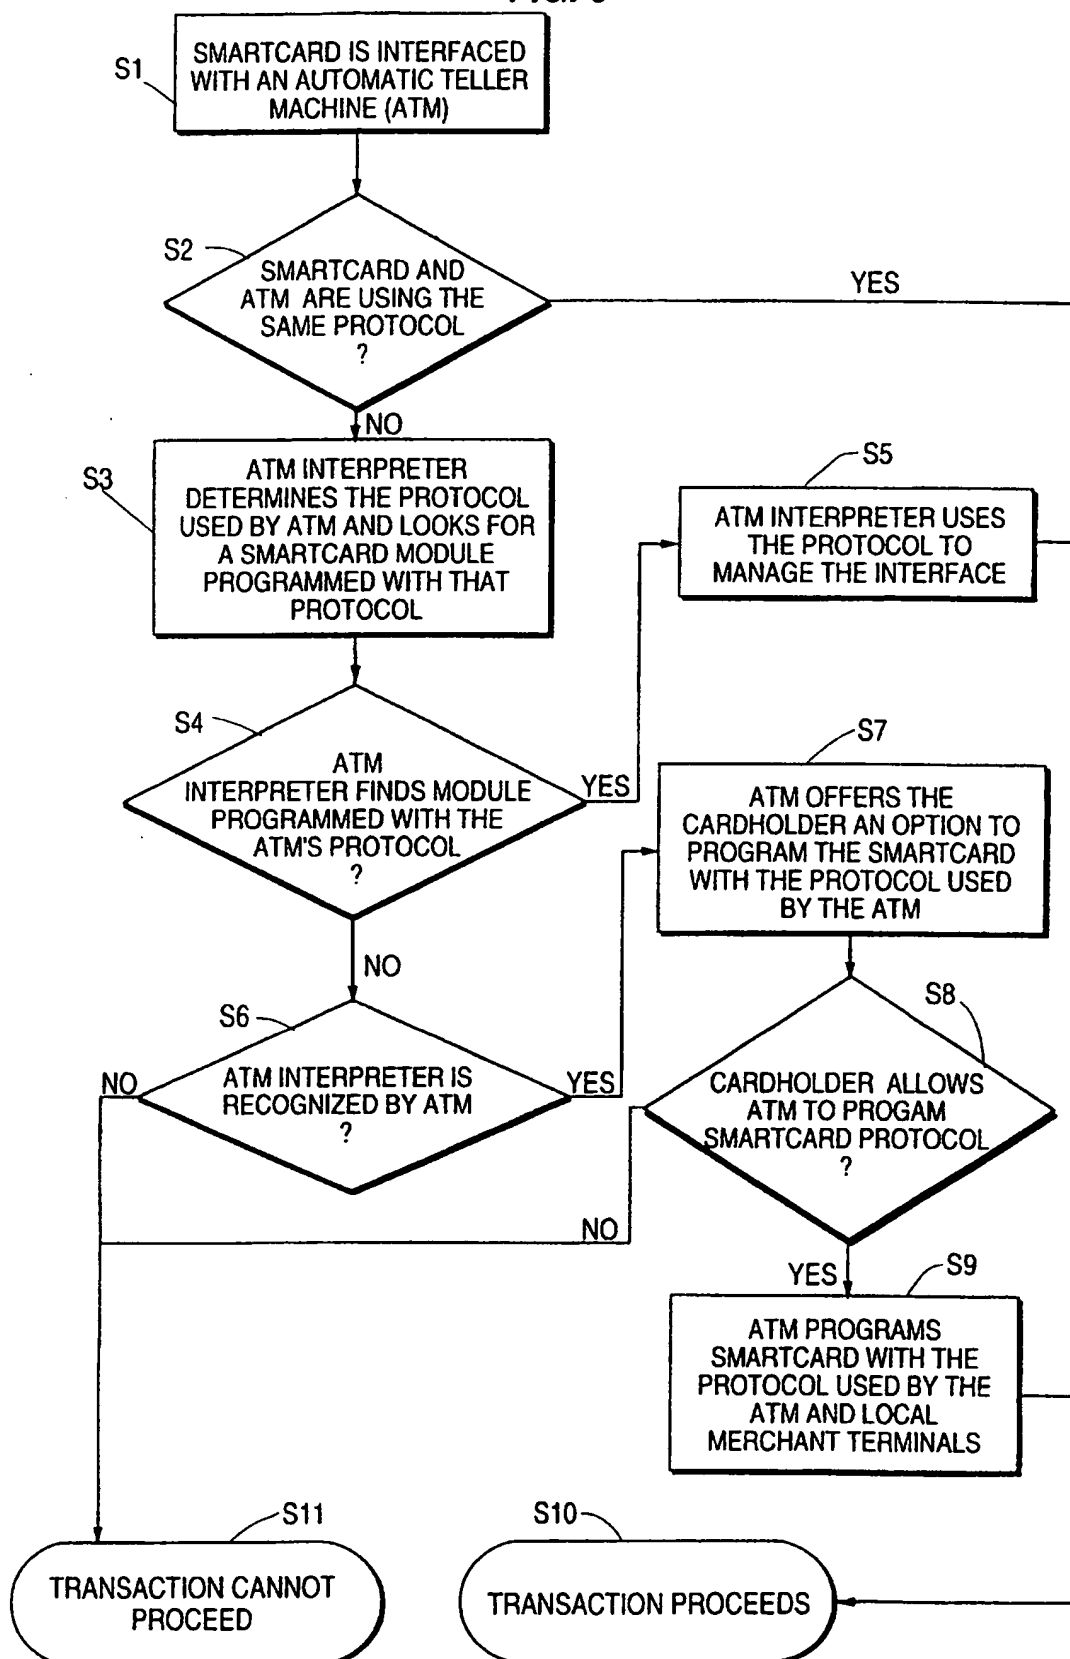 S1
SMARTCARD IS INTERFACED
WITH AN AUTOMATIC TELLER
MACHINE (ATM)
S2
SMARTCARD AND
ATM ARE USING THE
SAME PROTOCOL
?
YES
NO
S3
ATM INTERPRETER
DETERMINES THE PROTOCOL
USED BY ATM AND LOOKS FOR
A SMARTCARD MODULE
PROGRAMMED WITH THAT
PROTOCOL
S5
ATM INTERPRETER USES
THE PROTOCOL TO
MANAGE THE INTERFACE
S4
ATM
INTERPRETER FINDS MODULE
PROGRAMMED WITH THE
ATM'S PROTOCOL
?
YES
NO
S7
ATM OFFERS THE
CARDHOLDER AN OPTION TO
PROGRAM THE SMARTCARD
WITH THE PROTOCOL USED
BY THE ATM
S6
ATM INTERPRETER IS
RECOGNIZED BY ATM
?
NO
YES
S8
CARDHOLDER ALLOWS
ATM TO PROGAM
SMARTCARD PROTOCOL
?
NO
YES
S9
ATM PROGRAMS
SMARTCARD WITH THE
PROTOCOL USED BY THE
ATM AND LOCAL
MERCHANT TERMINALS
S11
TRANSACTION CANNOT
PROCEED
S10
TRANSACTION PROCEEDS